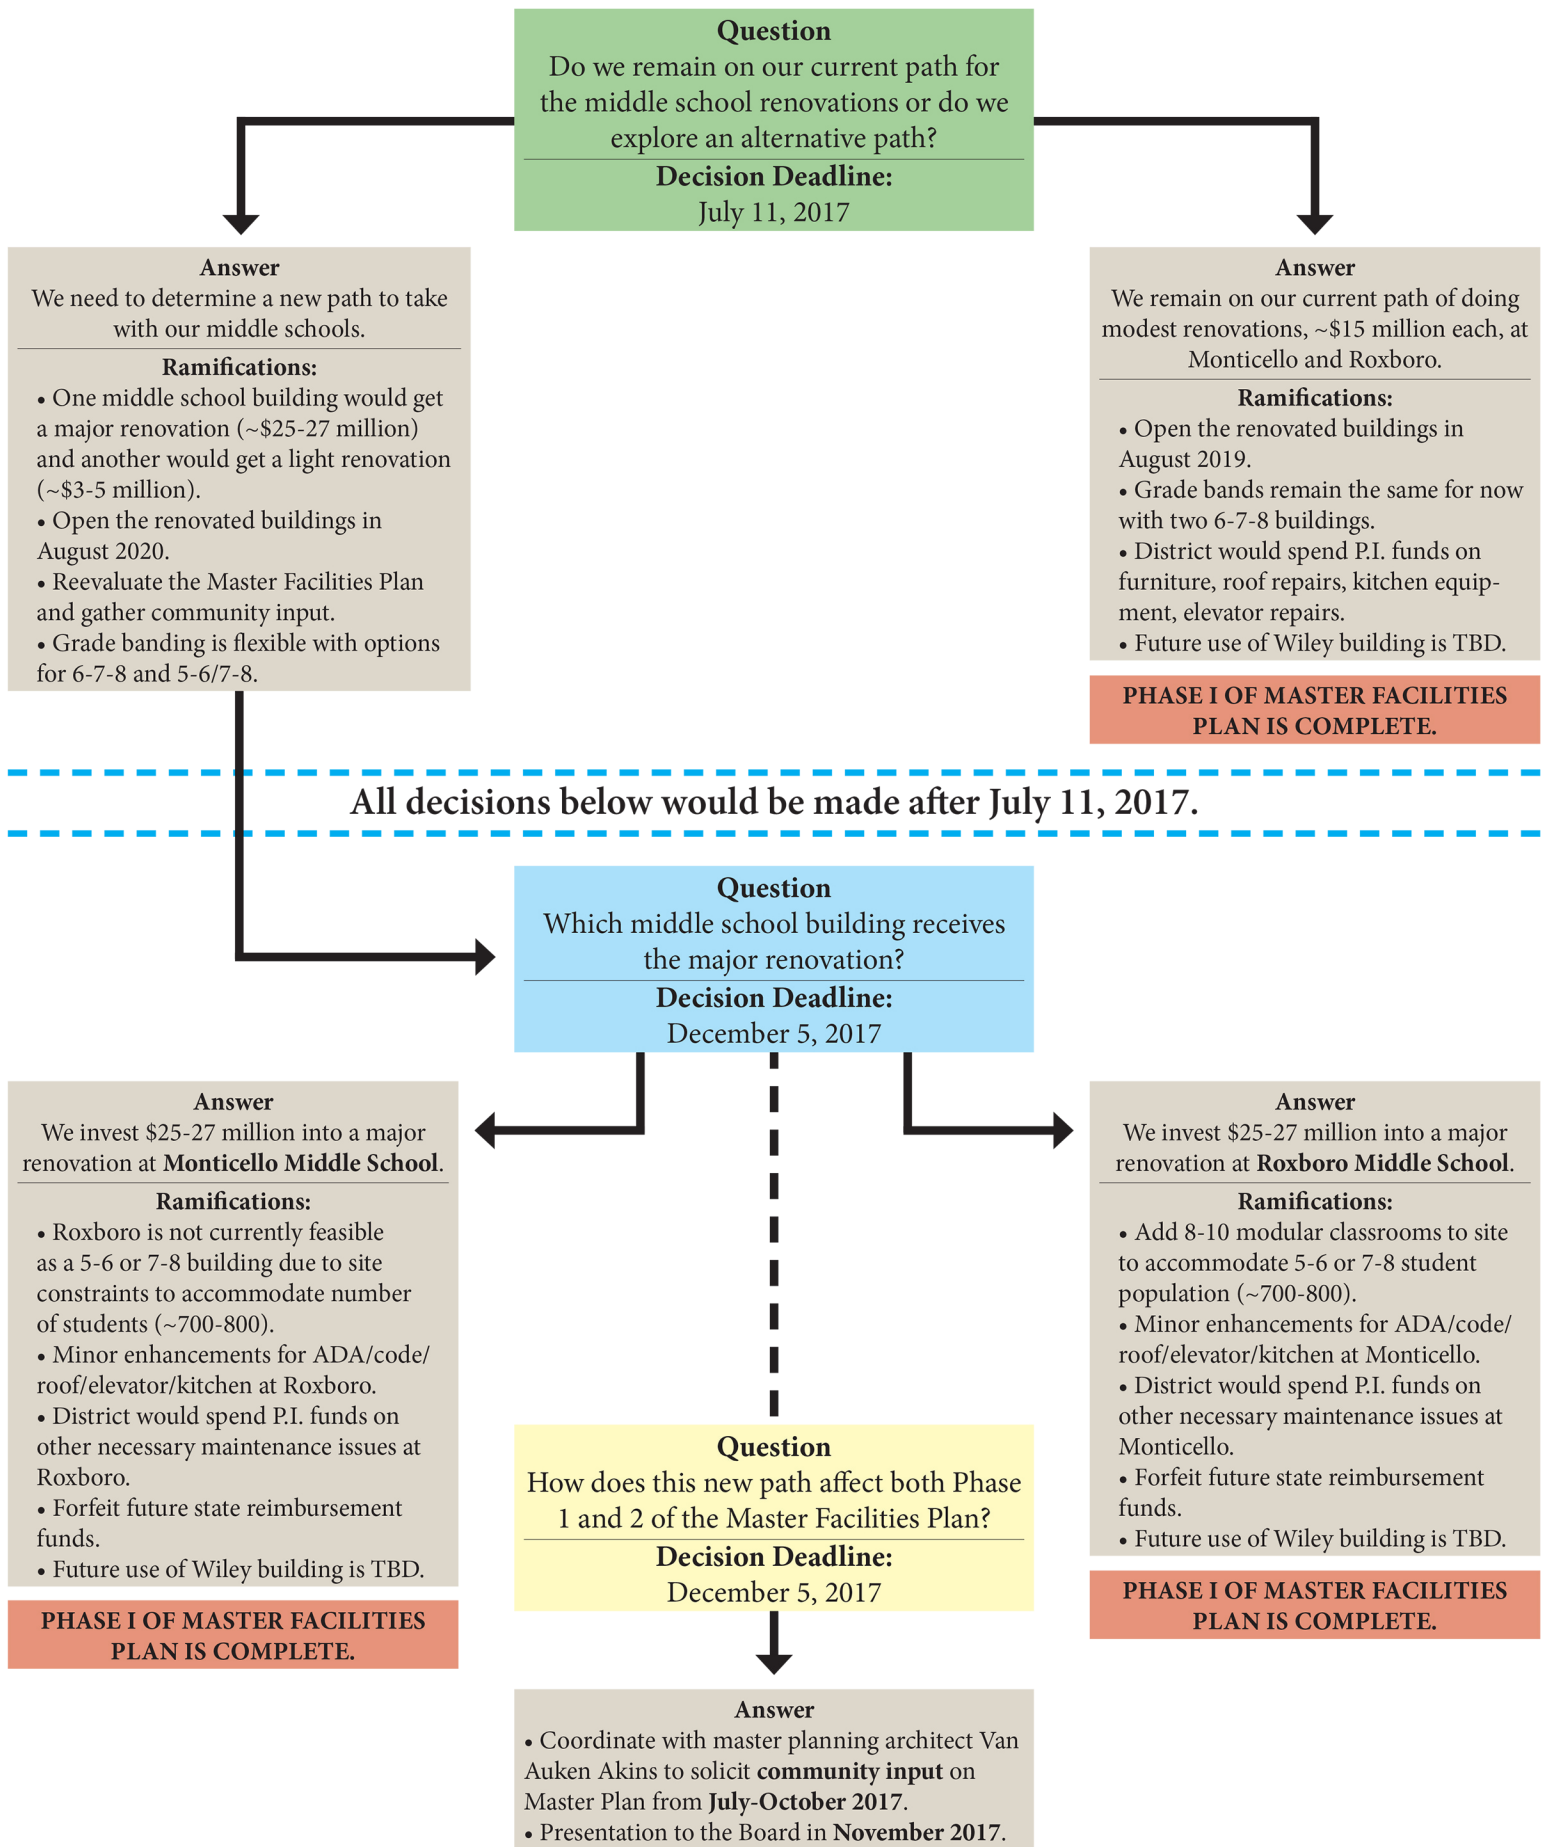 Question
Do we remain on our current path for
the middle school renovations or do we
explore an alternative path?
Decision Deadline:
July 11, 2017
Answer
We need to determine a new path to take
with our middle schools.
Ramifications:
• One middle school building would get
a major renovation (~$25-27 million)
and another would get a light renovation
(~$3-5 million).
• Open the renovated buildings in
August 2020.
• Reevaluate the Master Facilities Plan
and gather community input.
• Grade banding is flexible with options
for 6-7-8 and 5-6/7-8.
Answer
We remain on our current path of doing
modest renovations, ~$15 million each, at
Monticello and Roxboro.
Ramifications:
• Open the renovated buildings in
August 2019.
• Grade bands remain the same for now
with two 6-7-8 buildings.
• District would spend P.I. funds on
furniture, roof repairs, kitchen equip-
ment, elevator repairs.
• Future use of Wiley building is TBD.
PHASE I OF MASTER FACILITIES
PLAN IS COMPLETE.
All decisions below would be made after July 11, 2017.
Question
Which middle school building receives
the major renovation?
Decision Deadline:
December 5, 2017
Answer
We invest $25-27 million into a major
renovation at Monticello Middle School.
Ramifications:
• Roxboro is not currently feasible
as a 5-6 or 7-8 building due to site
constraints to accommodate number
of students (~700-800).
• Minor enhancements for ADA/code/
roof/elevator/kitchen at Roxboro.
• District would spend P.I. funds on
other necessary maintenance issues at
Roxboro.
• Forfeit future state reimbursement
funds.
• Future use of Wiley building is TBD.
PHASE I OF MASTER FACILITIES
PLAN IS COMPLETE.
Answer
We invest $25-27 million into a major
renovation at Roxboro Middle School.
Ramifications:
• Add 8-10 modular classrooms to site
to accommodate 5-6 or 7-8 student
population (~700-800).
• Minor enhancements for ADA/code/
roof/elevator/kitchen at Monticello.
• District would spend P.I. funds on
other necessary maintenance issues at
Monticello.
• Forfeit future state reimbursement
funds.
• Future use of Wiley building is TBD.
PHASE I OF MASTER FACILITIES
PLAN IS COMPLETE.
Question
How does this new path affect both Phase
1 and 2 of the Master Facilities Plan?
Decision Deadline:
December 5, 2017
Answer
• Coordinate with master planning architect Van
Auken Akins to solicit community input on
Master Plan from July-October 2017.
• Presentation to the Board in November 2017.